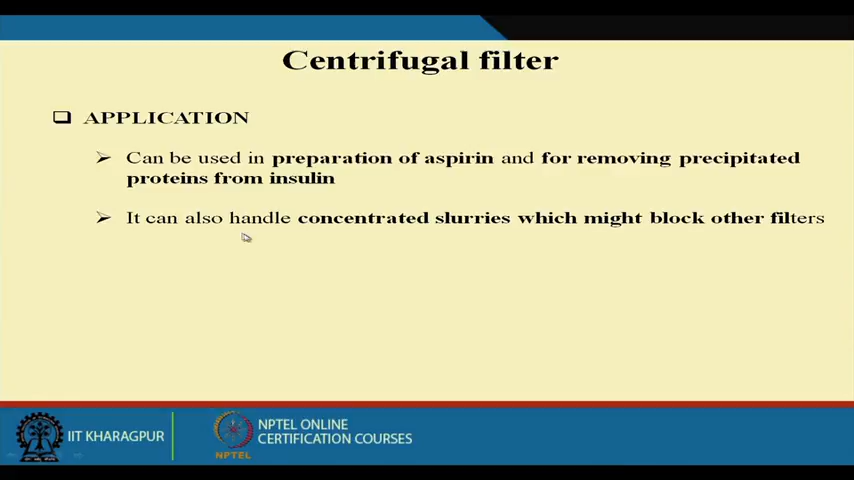 Centrifugal filter
APPLICATION
Can be used in preparation of aspirin and for removing precipitated
proteins from insulin
It can also handle concentrated slurries which might block other filters
IIT KHARAGPUR
NPTEL
NPTEL ONLINE
CERTIFICATION COURSES